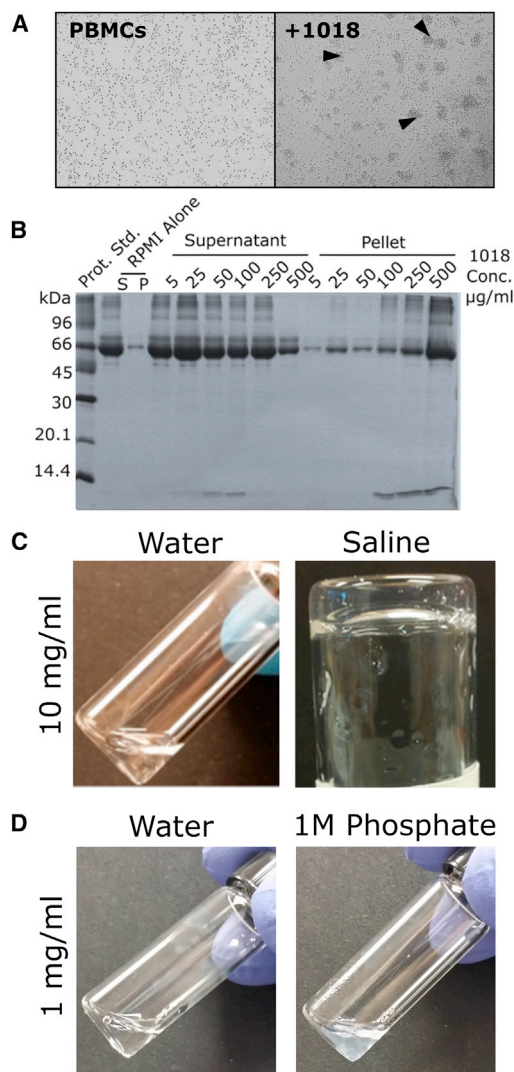 A
PBMCs
+1018
B
Prot. Std.
RPMI Alone
S P
Supernatant
Pellet
1018
Conc.
µg/ml
5 25 50 100 250 500 5 25 50 100 250 500
kDa
96
66
45
30
20.1
14.4
C
Water
Saline
10 mg/ml
D
Water
1M Phosphate
1 mg/ml